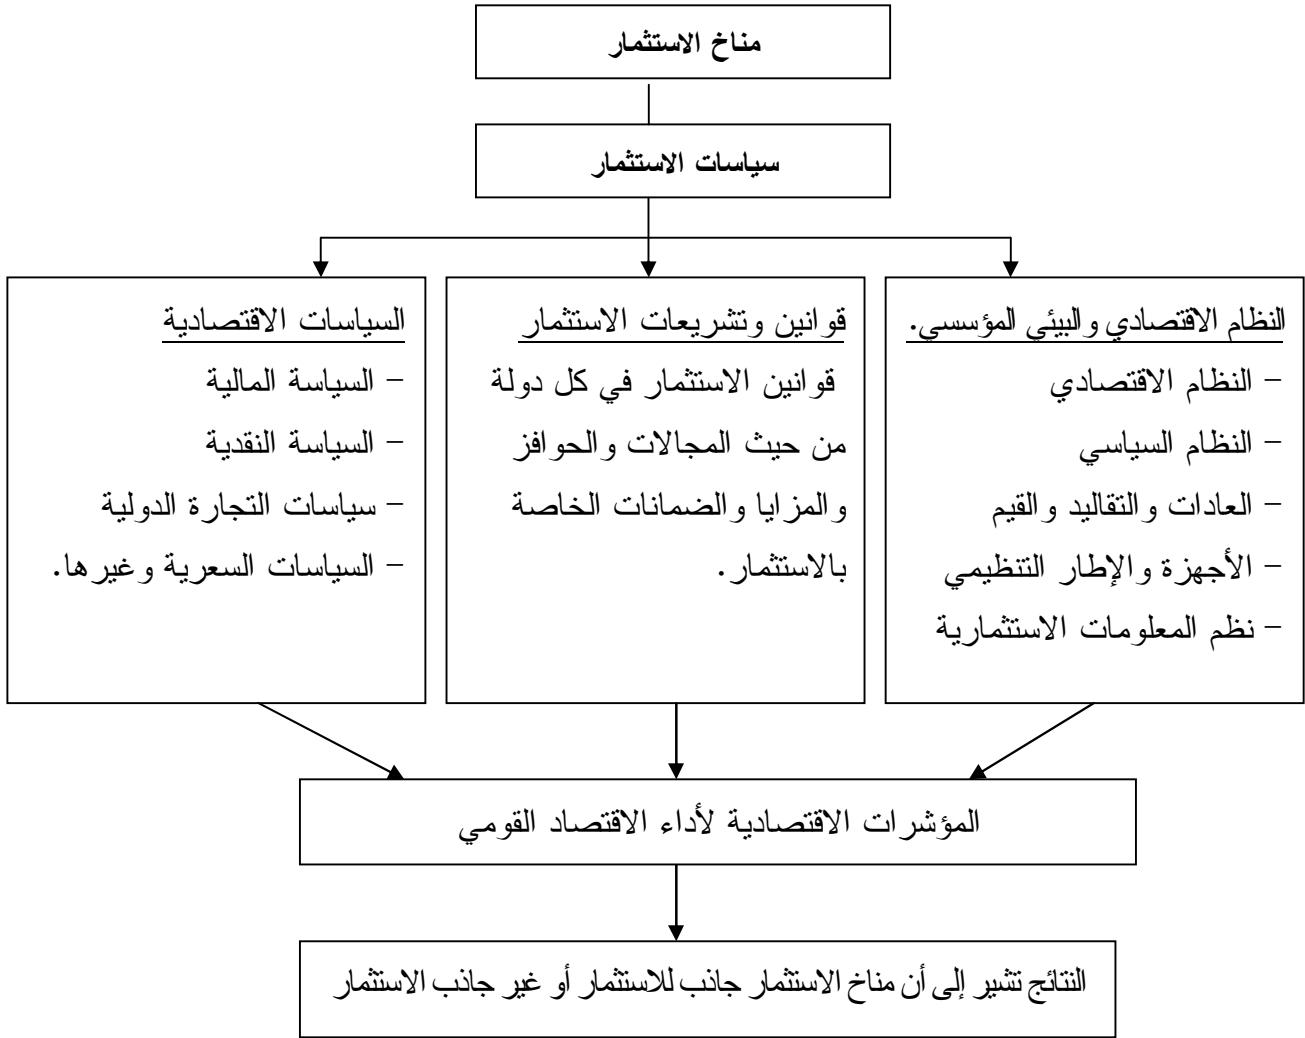 مناخ الاستثمار
سياسات الاستثمار
النظام الاقتصادي والبيئي المؤسسي.
- النظام الاقتصادي
- النظام السياسي
- العادات والتقاليد والقيم
- الأجهزة والإطار التنظيمي
- نظم المعلومات الاستثمارية
قوانين وتشريعات الاستثمار
قوانين الاستثمار في كل دولة
من حيث المجالات والحوافز
والمزايا والضمانات الخاصة
بالاستثمار.
السياسات الاقتصادية
- السياسة المالية
- السياسة النقدية
- سياسات التجارة الدولية
- السياسات السعرية وغيرها.
المؤشرات الاقتصادية لأداء الاقتصاد القومي
النتائج تشير إلى أن مناخ الاستثمار جاذب للاستثمار أو غير جاذب الاستثمار